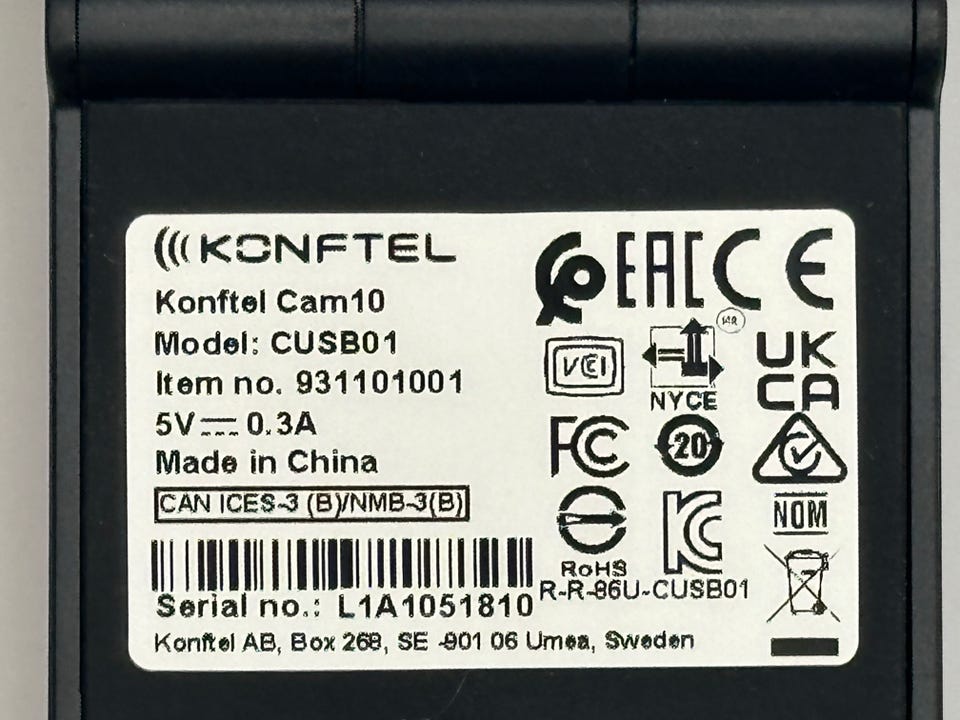 KONFTEL
Konftel Cam10
Model: CUSB01
Item no. 931101001
5V⎓0.3A
Made in China
CAN ICES-3 (B)/NMB-3(B)
Serial no.: L1A1051810
Konftel AB, Box 268, SE -901 06 Umea, Sweden
EAC CE
VCCI
NYCE
UK
CA
FC
20
NOM
RoHS
KC
R-R-86U-CUSB01